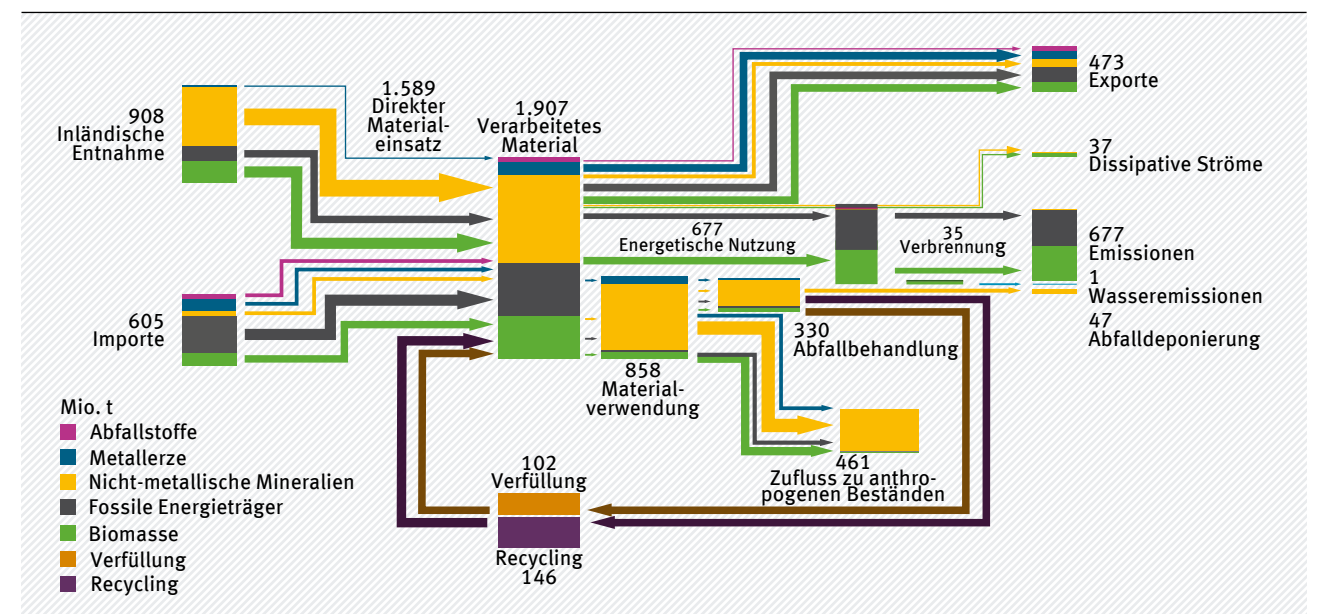 908
Inländische
Entnahme
1.589
Direkter
Material-
einsatz
1.907
Verarbeitetes
Material
473
Exporte
37
Dissipative Ströme
677
Energetische Nutzung
35
Verbrennung
677
Emissionen
1
Wasseremissionen
47
Abfalldeponierung
605
Importe
330
Abfallbehandlung
858
Material-
verwendung
461
Zufluss zu anthro-
pogenen Beständen
102
Verfüllung
Recycling
146
Mio. t
Abfallstoffe
Metallerze
Nicht-metallische Mineralien
Fossile Energieträger
Biomasse
Verfüllung
Recycling